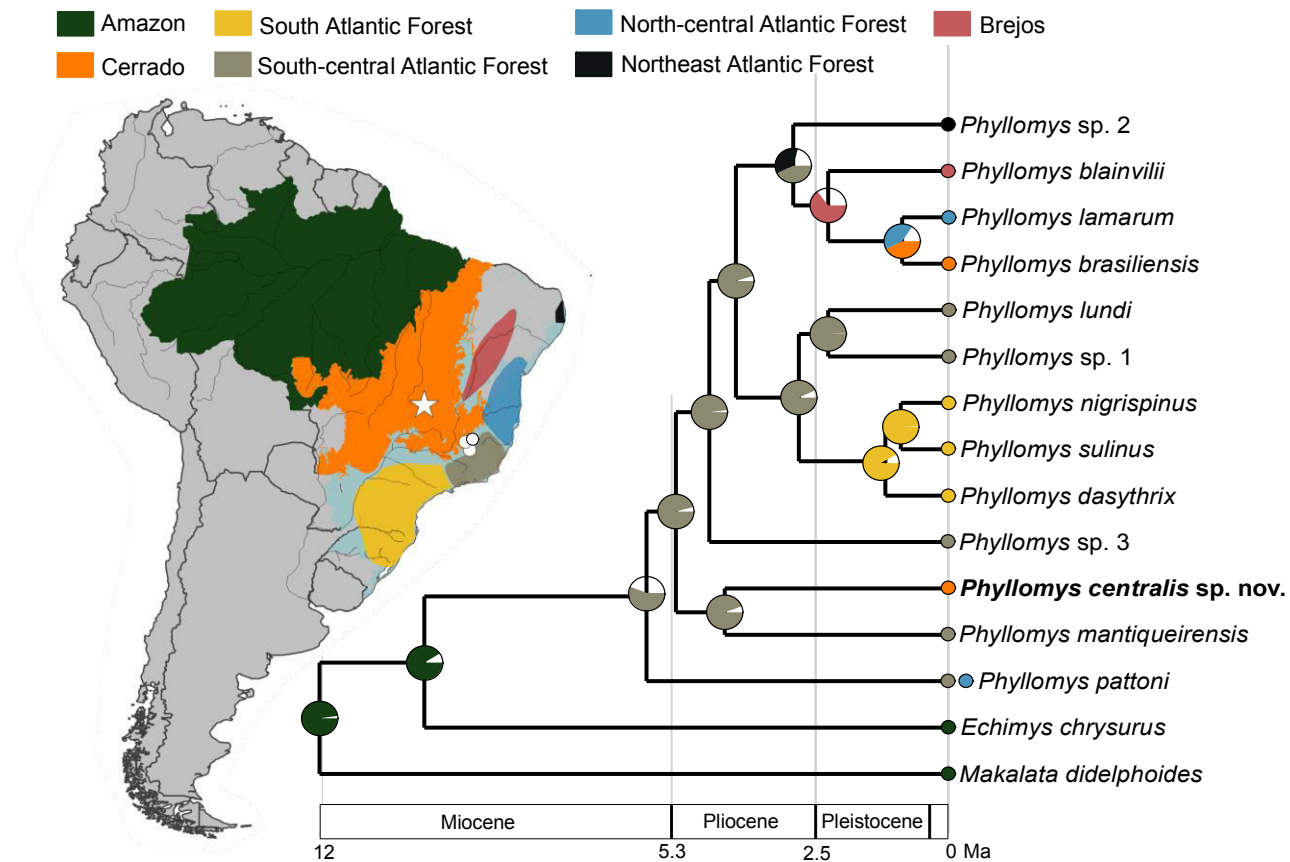 Amazon
South Atlantic Forest
North-central Atlantic Forest
Brejos
Cerrado
South-central Atlantic Forest
Northeast Atlantic Forest
Phyllomys sp. 2
Phyllomys blainvilii
Phyllomys lamarum
Phyllomys brasiliensis
Phyllomys lundi
Phyllomys sp. 1
Phyllomys nigrispinus
Phyllomys sulinus
Phyllomys dasythrix
Phyllomys sp. 3
Phyllomys centralis sp. nov.
Phyllomys mantiqueirensis
Phyllomys pattoni
Echimys chrysurus
Makalata didelphoides
Miocene
Pliocene
Pleistocene
12
5.3
2.5
0 Ma